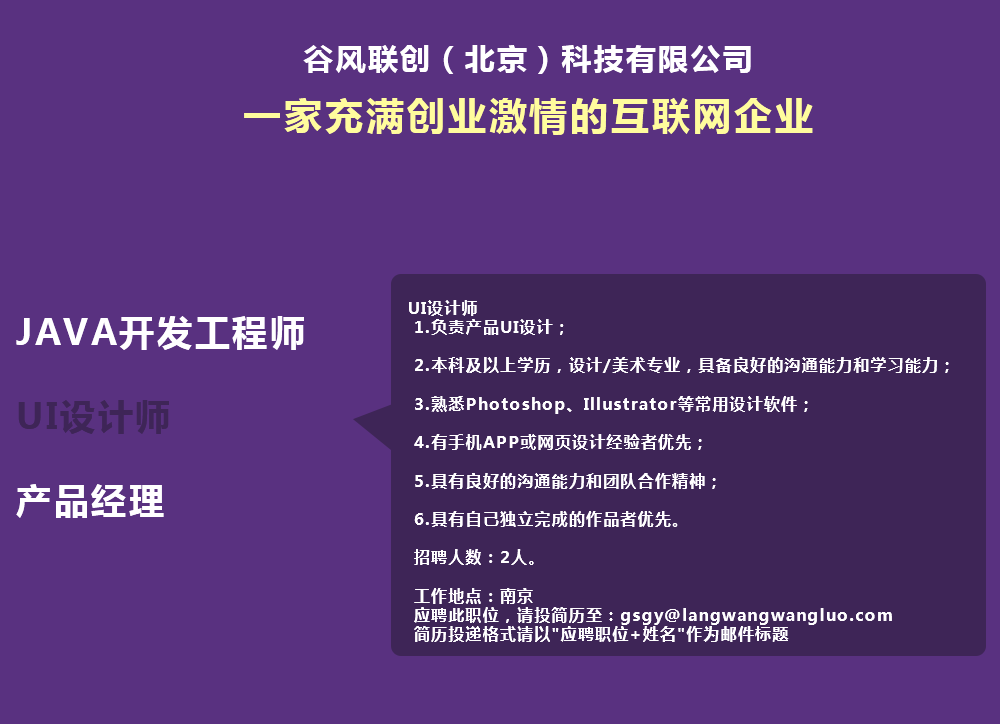 谷风联创（北京）科技有限公司
一家充满创业激情的互联网企业
JAVA开发工程师
UI设计师
产品经理
UI设计师
1.负责产品UI设计；
2.本科及以上学历，设计/美术专业，具备良好的沟通能力和学习能力；
3.熟悉Photoshop、Illustrator等常用设计软件；
4.有手机APP或网页设计经验者优先；
5.具有良好的沟通能力和团队合作精神；
6.具有自己独立完成的作品者优先。
招聘人数：2人。
工作地点：南京
应聘此职位，请投简历至：gsgy@langwangwangluo.com
简历投递格式请以"应聘职位+姓名"作为邮件标题